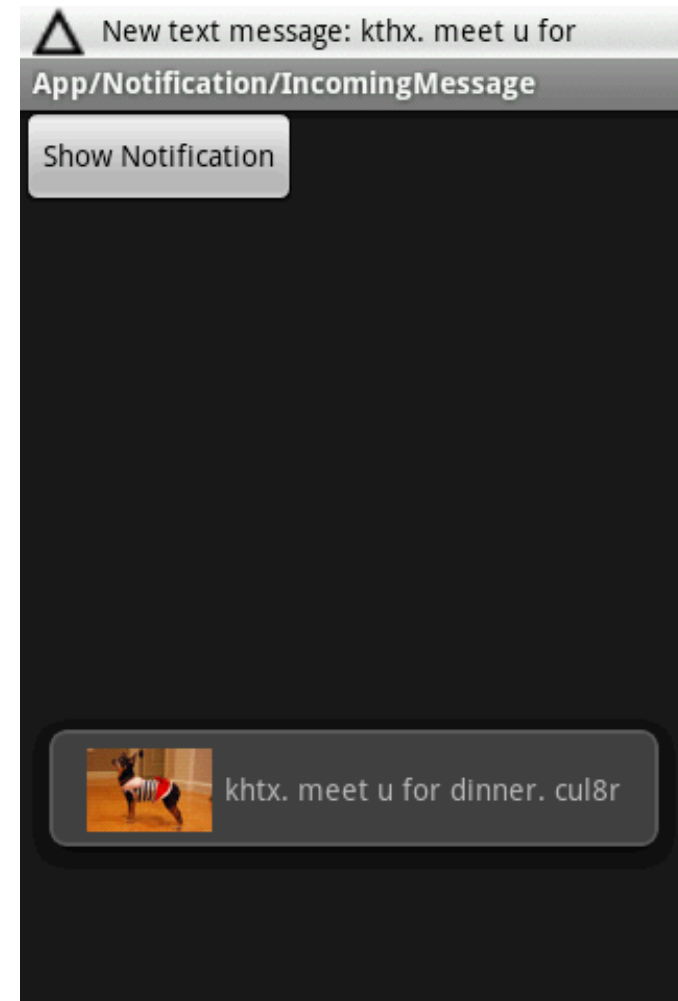 New text message: kthx. meet u for
App/Notification/IncomingMessage
Show Notification
khtx. meet u for dinner. cul8r